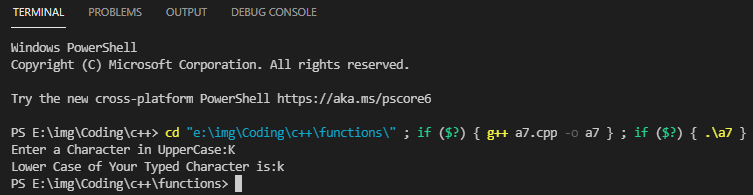 TERMINAL PROBLEMS OUTPUT DEBUG CONSOLE
Windows PowerShell
Copyright (C) Microsoft Corporation. All rights reserved.
Try the new cross-platform PowerShell https://aka.ms/pscore6
PS E:\img\Coding\c++> cd "e:\img\Coding\c++\functions\" ; if ($?) { g++ a7.cpp -o a7 } ; if ($?) { .\a7 }
Enter a Character in UpperCase:K
Lower Case of Your Typed Character is:k
PS E:\img\Coding\c++\functions>